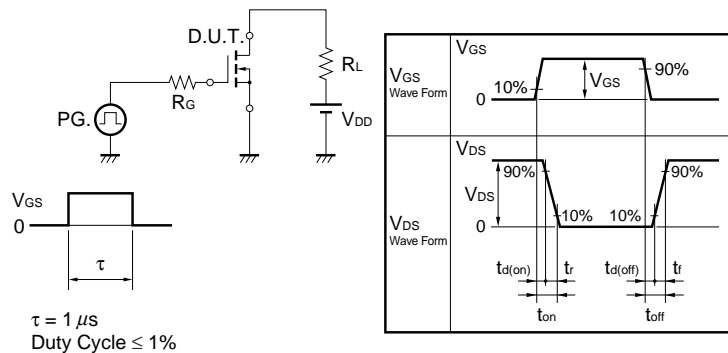 D.U.T.
RL
RG
PG.
VDD
VGS
0
τ
τ = 1 μs
Duty Cycle ≤ 1%
VGS
Wave Form
VGS
10%
VGS
90%
0
VDS
Wave Form
VDS
90%
VDS
90%
10%
10%
0
td(on)
tr
td(off)
tf
ton
toff